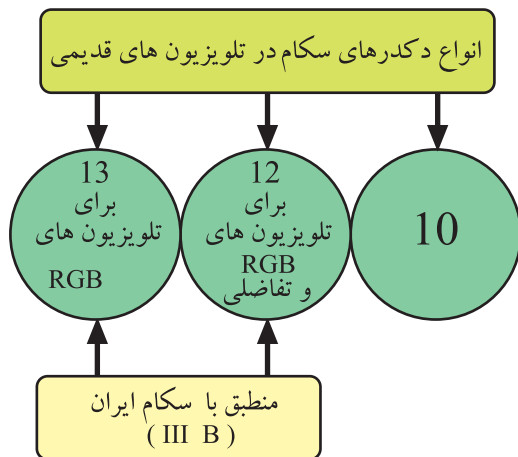 انواع دکدرهای سکام در تلویزیون های قدیمی
10
12
برای
تلویزیون های
RGB
و تفاضلی
13
برای
تلویزیون های
RGB
منطبق با سکام ایران
( III B )